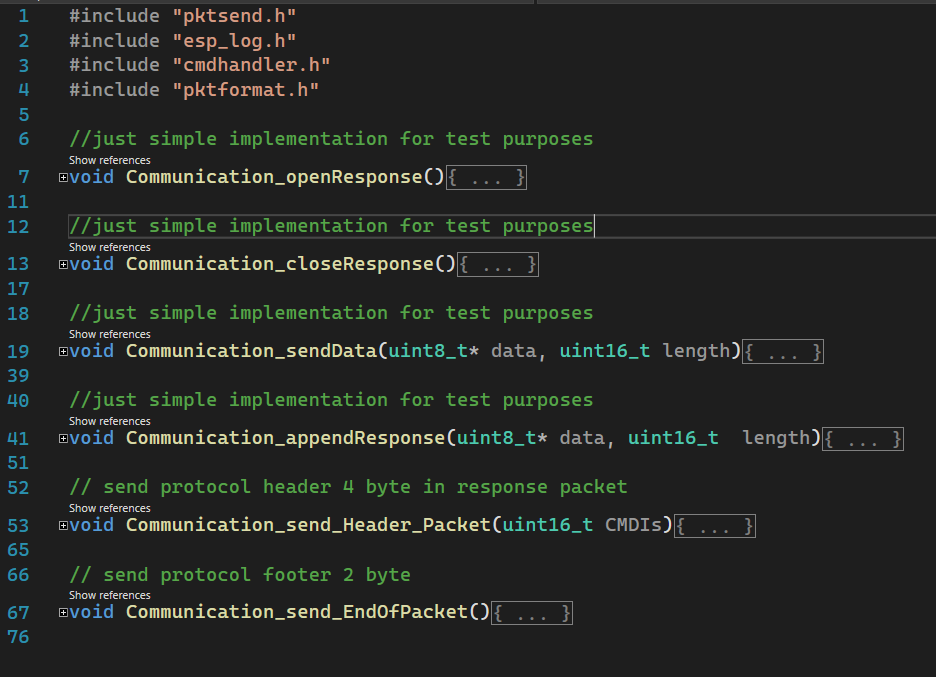 1 #include "pktsend.h"
2 #include "esp_log.h"
3 #include "cmdhandler.h"
4 #include "pktformat.h"
5
6 //just simple implementation for test purposes
Show references
7 void Communication_openResponse(){ ... }
11
12 //just simple implementation for test purposes
Show references
13 void Communication_closeResponse(){ ... }
17
18 //just simple implementation for test purposes
Show references
19 void Communication_sendData(uint8_t* data, uint16_t length){ ... }
39
40 //just simple implementation for test purposes
Show references
41 void Communication_appendResponse(uint8_t* data, uint16_t  length){ ... }
51
52 // send protocol header 4 byte in response packet
Show references
53 void Communication_send_Header_Packet(uint16_t CMDIs){ ... }
65
66 // send protocol footer 2 byte
Show references
67 void Communication_send_EndOfPacket(){ ... }
76